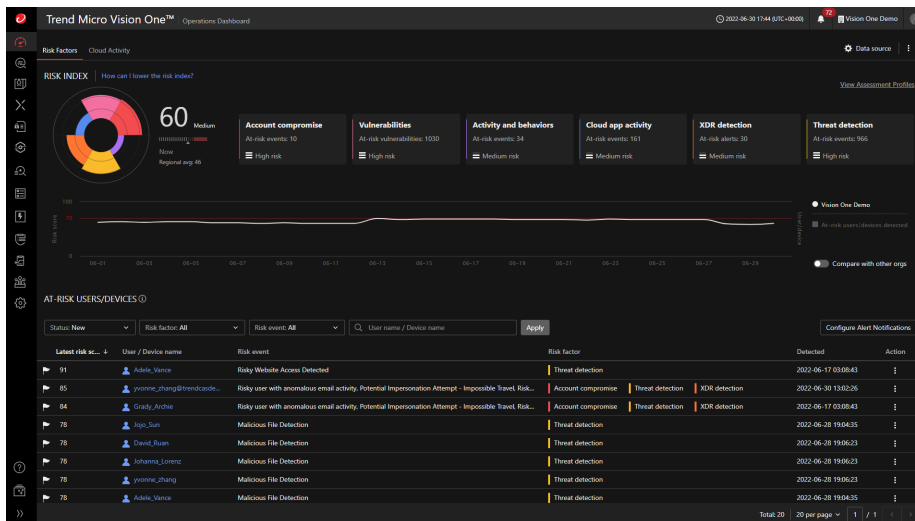 Trend Micro Vision One™ Operations Dashboard 2022-06-30 17:44 (UTC+00:00) 72 Vision One Demo
Risk Factors Cloud Activity Data source
RISK INDEX How can I lower the risk index? View Assessment Profiles
60 Medium
Now
Regional avg: 46
Account compromise
At-risk events: 10
High risk
Vulnerabilities
At-risk vulnerabilities: 1030
High risk
Activity and behaviors
At-risk events: 34
Medium risk
Cloud app activity
At-risk events: 161
Medium risk
XDR detection
At-risk alerts: 30
Medium risk
Threat detection
At-risk events: 966
High risk
100
70
0
Risk score
User/device
06-01 06-03 06-05 06-07 06-09 06-11 06-13 06-15 06-17 06-19 06-21 06-23 06-25 06-27 06-29
Vision One Demo
At-risk users/devices detected
Compare with other orgs
AT-RISK USERS/DEVICES
Status: New Risk factor: All Risk event: All User name / Device name Apply Configure Alert Notifications
Latest risk sc... ↓ User / Device name Risk event Risk factor Detected Action
91 Adele_Vance Risky Website Access Detected Threat detection 2022-06-17 03:08:43
85 yvonne_zhang@trendcasde... Risky user with anomalous email activity, Potential Impersonation Attempt - Impossible Travel, Risk... Account compromise Threat detection XDR detection 2022-06-30 13:02:26
84 Grady_Archie Risky user with anomalous email activity, Potential Impersonation Attempt - Impossible Travel, Risk... Account compromise Threat detection XDR detection 2022-06-17 03:08:43
78 Jojo_Sun Malicious File Detection Threat detection 2022-06-28 19:04:35
78 David_Ruan Malicious File Detection Threat detection 2022-06-28 19:06:23
78 Johanna_Lorenz Malicious File Detection Threat detection 2022-06-28 19:06:23
78 yvonne_zhang Malicious File Detection Threat detection 2022-06-28 19:06:23
78 Adele_Vance Malicious File Detection Threat detection 2022-06-28 19:04:35
Total: 20 20 per page 1 / 1